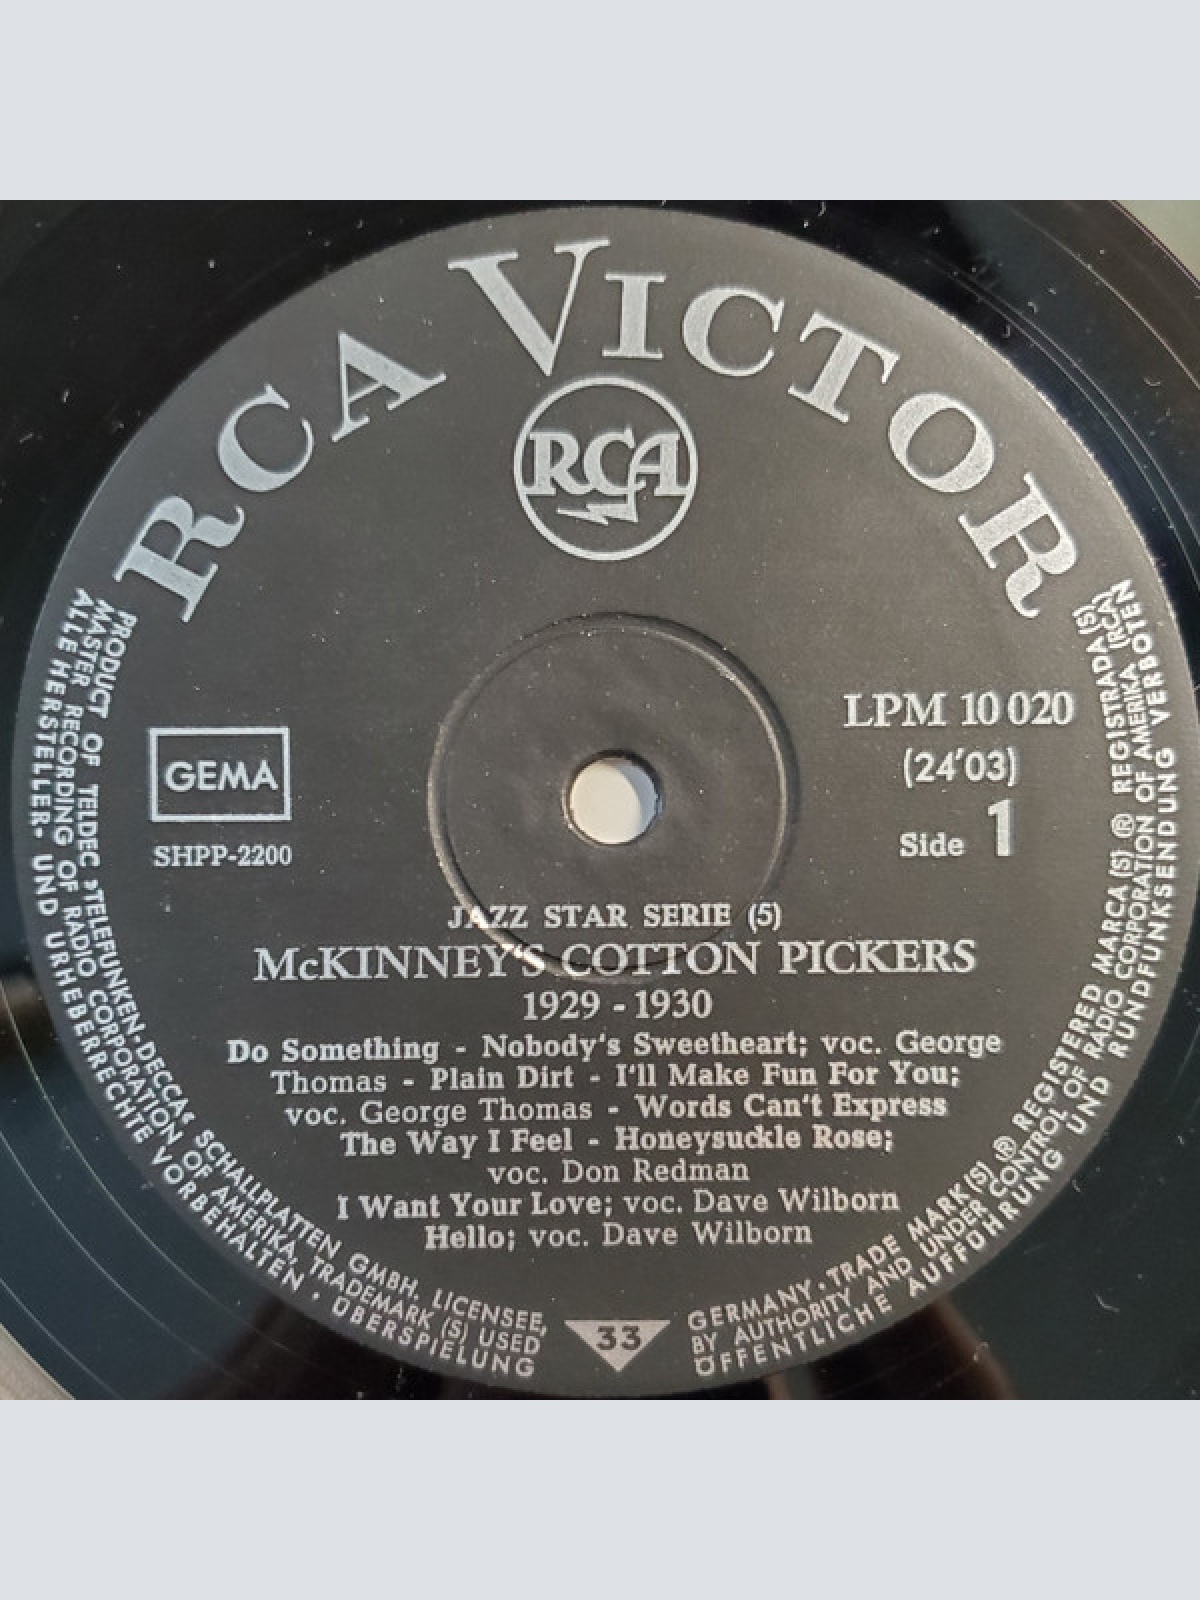 RCA VICTOR
RCA
LPM 10 020
(24'03)
Side 1
GEMA
SHPP-2200
JAZZ STAR SERIE (5)
McKINNEY'S COTTON PICKERS
1929 - 1930
Do Something - Nobody's Sweetheart; voc. George
Thomas - Plain Dirt - I'll Make Fun For You;
voc. George Thomas - Words Can't Express
The Way I Feel - Honeysuckle Rose;
voc. Don Redman
I Want Your Love; voc. Dave Wilborn
Hello; voc. Dave Wilborn
33
PRODUCT OF TELDEC »TELEFUNKEN-DECCA« SCHALLPLATTEN GMBH. LICENSEE, GERMANY · TRADE MARK (S) ® REGISTERED MARCA (S) ® REGISTRADA (S)
MASTER RECORDING OF RADIO CORPORATION OF AMERIKA, TRADEMARK (S) USED BY AUTHORITY AND UNDER CONTROL OF RADIO CORPORATION OF AMERIKA (RCA)
ALLE HERSTELLER- UND URHEBERRECHTE VORBEHALTEN · ÜBERSPIELUNG ÖFFENTLICHE AUFFÜHRUNG UND RUNDFUNKSENDUNG VERBOTEN